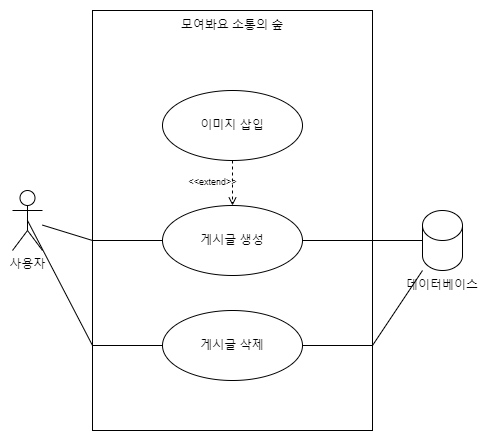 모여봐요 소통의 숲
이미지 삽입
<<extend>>
게시글 생성
사용자
데이터베이스
게시글 삭제